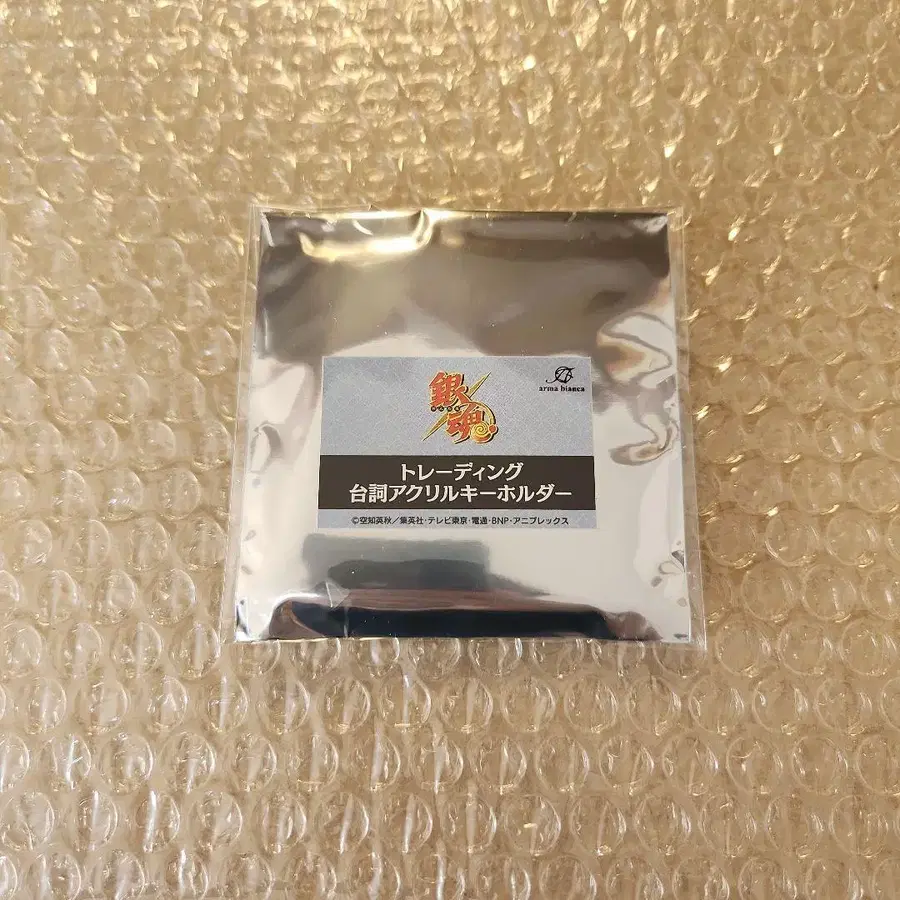 銀魂
arma bianca
トレーディング
台詞アクリルキーホルダー
©空知英秋／集英社・テレビ東京・電通・BNP・アニプレックス